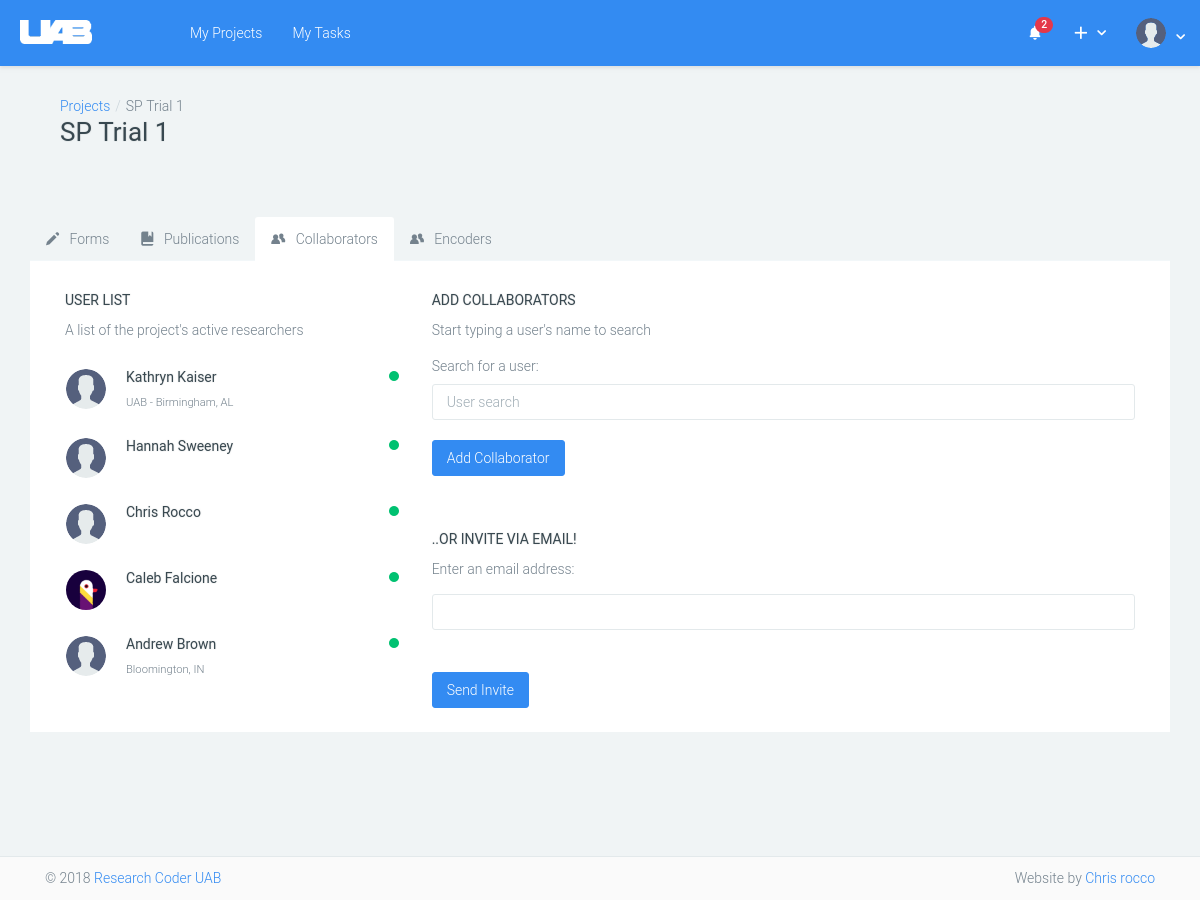 UAB My Projects My Tasks 2
Projects / SP Trial 1
SP Trial 1
Forms Publications Collaborators Encoders
USER LIST
A list of the project's active researchers
Kathryn Kaiser
UAB - Birmingham, AL
Hannah Sweeney
Chris Rocco
Caleb Falcione
Andrew Brown
Bloomington, IN
ADD COLLABORATORS
Start typing a user's name to search
Search for a user:
User search
Add Collaborator
..OR INVITE VIA EMAIL!
Enter an email address:
Send Invite
© 2018 Research Coder UAB
Website by Chris rocco